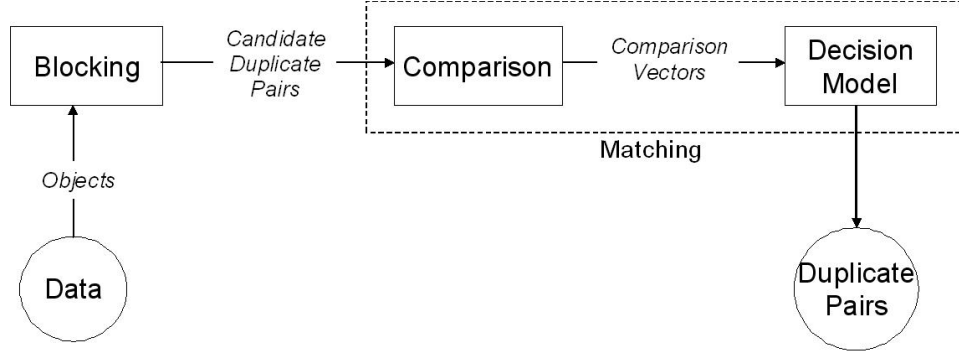 Blocking
Candidate
Duplicate
Pairs
Comparison
Comparison
Vectors
Decision
Model
Matching
Objects
Data
Duplicate
Pairs